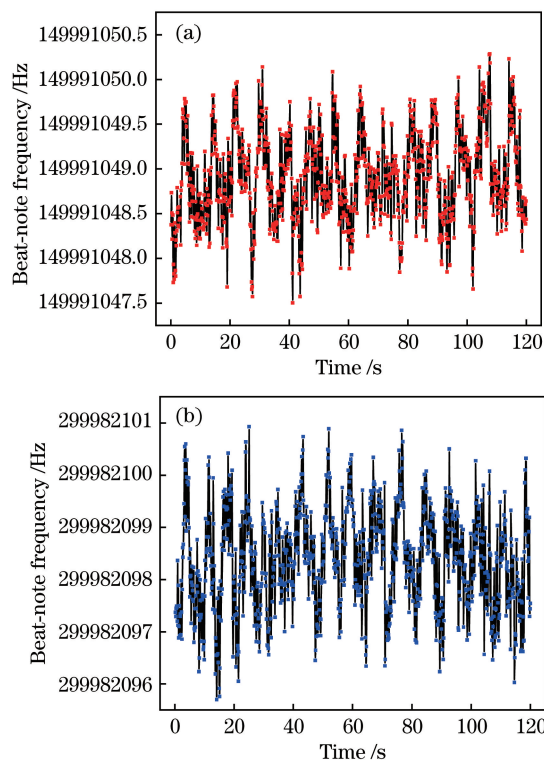 (a)
149991050.5
149991050.0
149991049.5
149991049.0
149991048.5
149991048.0
149991047.5
Beat-note frequency /Hz
0 20 40 60 80 100 120
Time /s
(b)
299982101
299982100
299982099
299982098
299982097
299982096
Beat-note frequency /Hz
0 20 40 60 80 100 120
Time /s